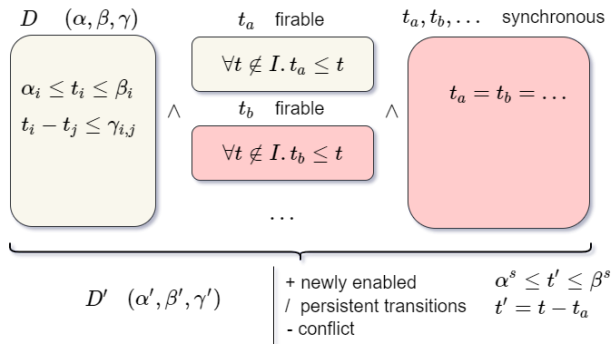 D (α, β, γ)
t_a firable
t_a, t_b, … synchronous
α_i ≤ t_i ≤ β_i
t_i − t_j ≤ γ_{i,j}
∧
∀t ∉ I. t_a ≤ t
t_b firable
∀t ∉ I. t_b ≤ t
…
∧
t_a = t_b = …
D′ (α′, β′, γ′)
+ newly enabled
/ persistent transitions
- conflict
α^s ≤ t′ ≤ β^s
t′ = t − t_a